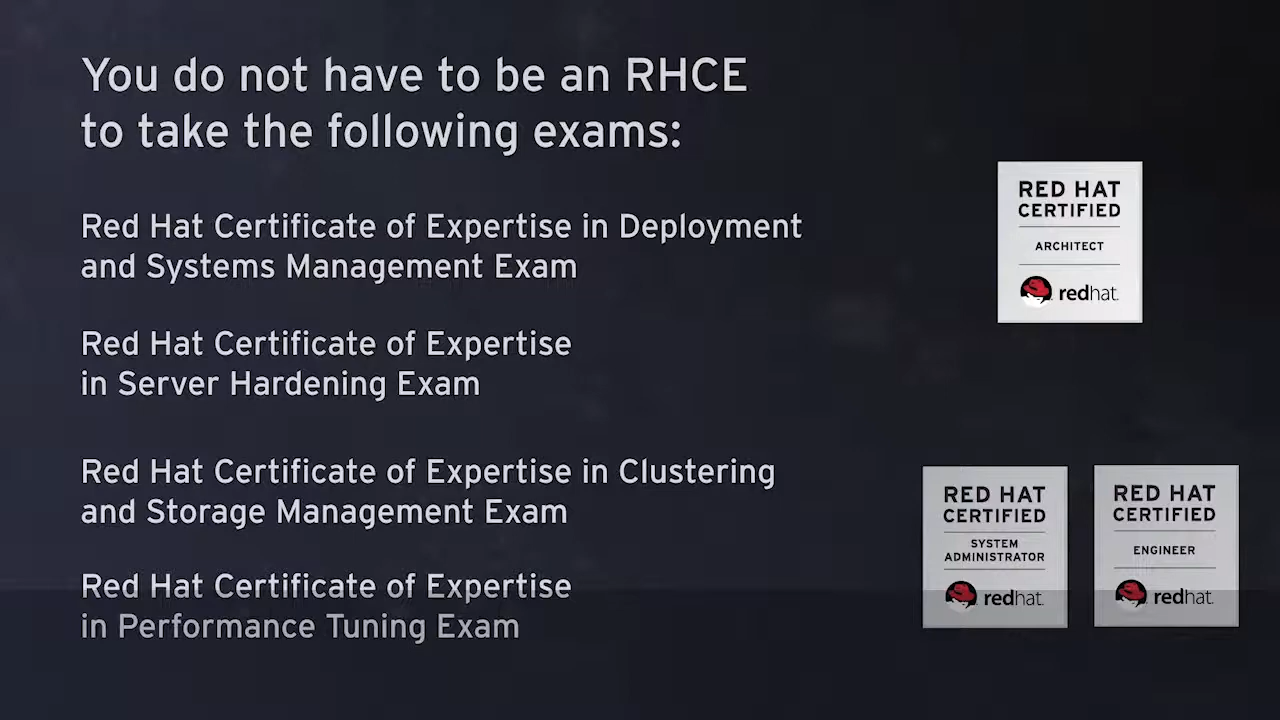 You do not have to be an RHCE
to take the following exams:
Red Hat Certificate of Expertise in Deployment
and Systems Management Exam
Red Hat Certificate of Expertise
in Server Hardening Exam
Red Hat Certificate of Expertise in Clustering
and Storage Management Exam
Red Hat Certificate of Expertise
in Performance Tuning Exam
RED HAT
CERTIFIED
ARCHITECT
redhat.
RED HAT
CERTIFIED
SYSTEM
ADMINISTRATOR
redhat.
RED HAT
CERTIFIED
ENGINEER
redhat.